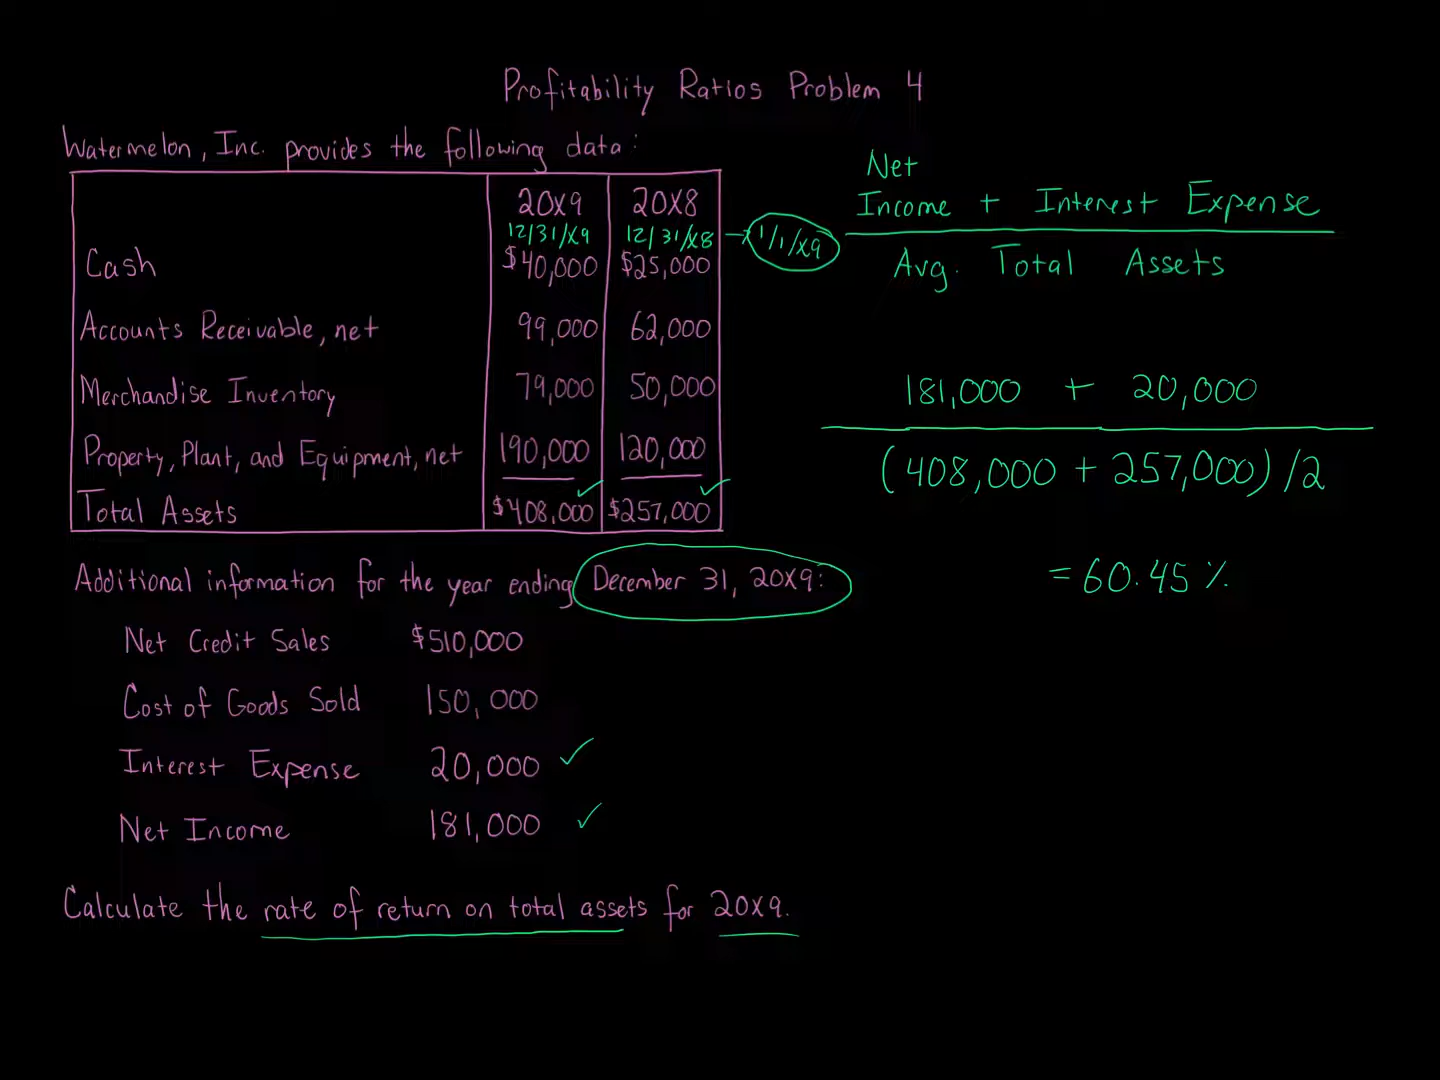 Profitability Ratios Problem 4
Watermelon, Inc. provides the following data:
20X9 20X8
12/31/X9 12/31/X8 → 1/1/X9
Cash $40,000 $25,000
Accounts Receivable, net 99,000 62,000
Merchandise Inventory 79,000 50,000
Property, Plant, and Equipment, net 190,000 120,000
Total Assets $408,000 $257,000
Additional information for the year ending December 31, 20X9:
Net Credit Sales $510,000
Cost of Goods Sold 150,000
Interest Expense 20,000 ✓
Net Income 181,000 ✓
Calculate the rate of return on total assets for 20X9.
Net
Income + Interest Expense
Avg. Total Assets
181,000 + 20,000
(408,000 + 257,000) /2
= 60.45 %